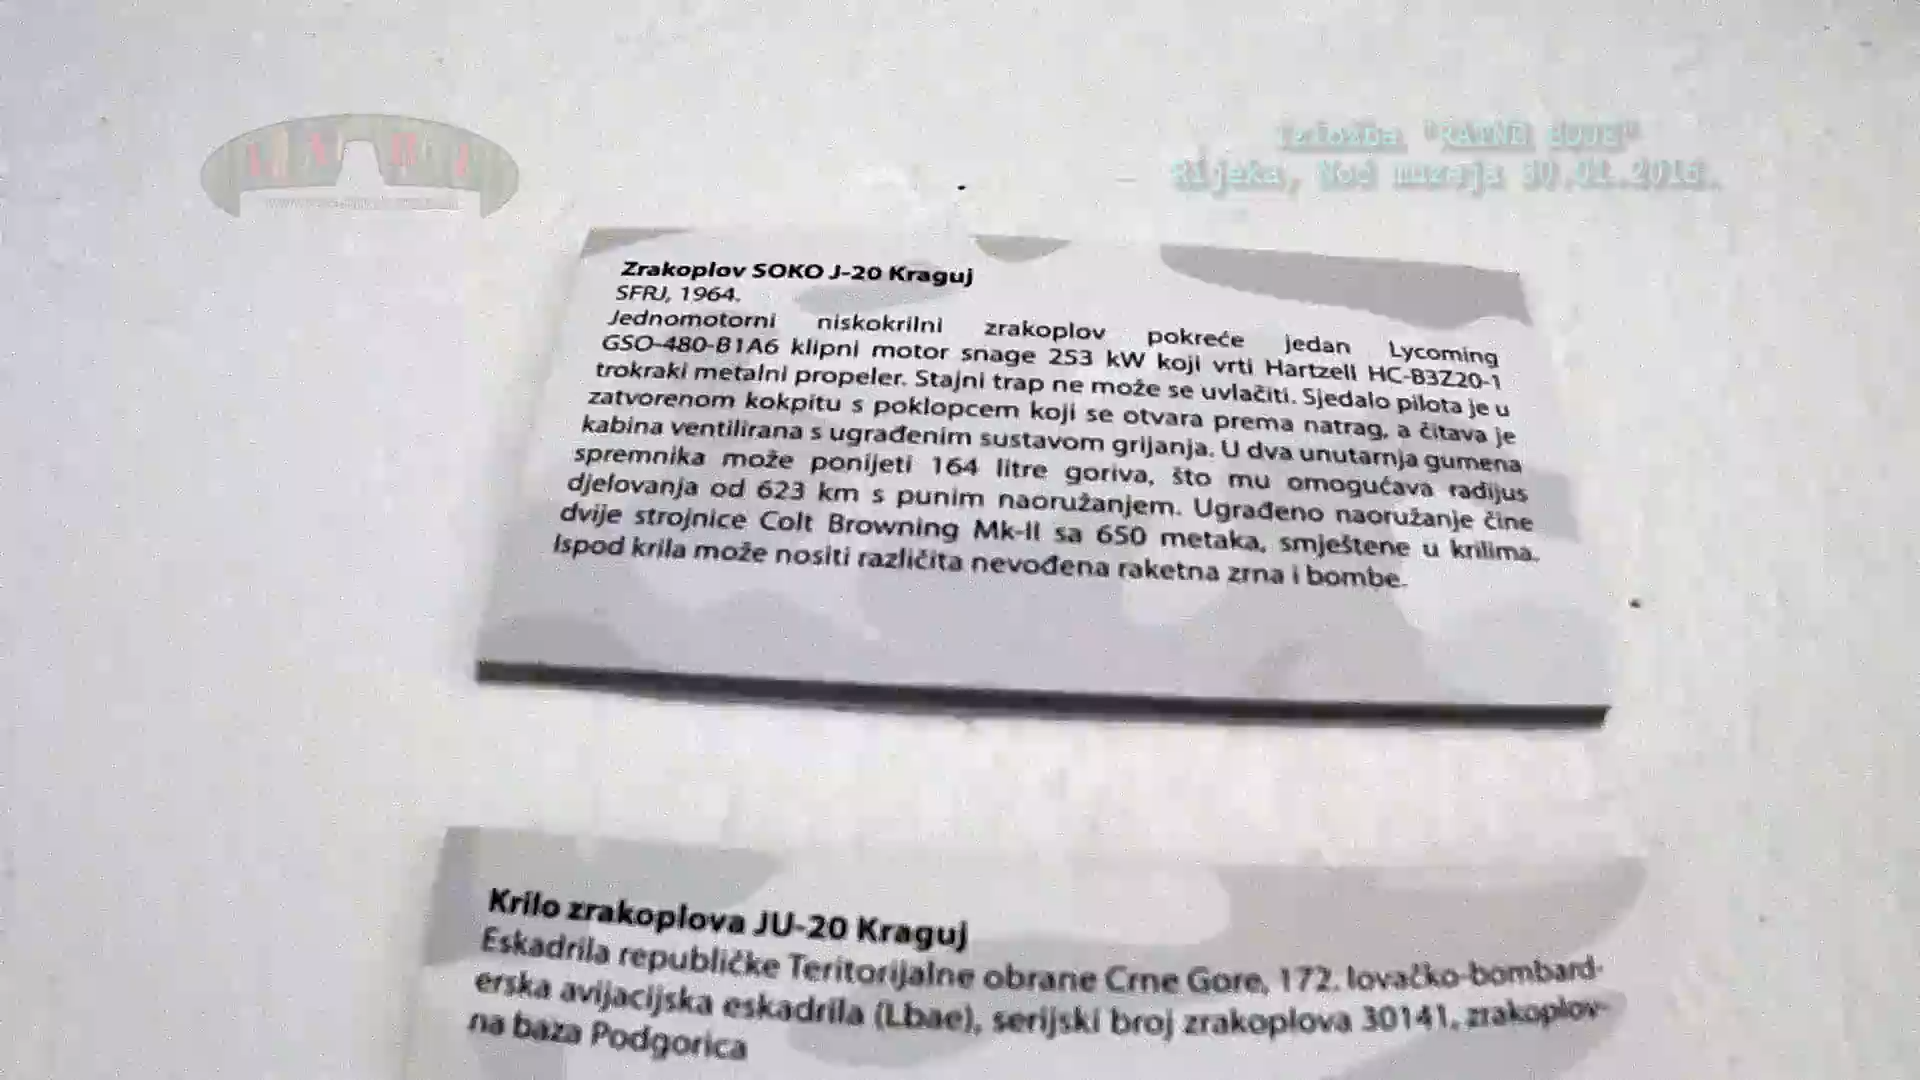 Rijeka, Noć muzeja 30.01.2016.
Zrakoplov SOKO J-20 Kraguj
SFRJ, 1964.
Jednomotorni niskokrilni zrakoplov pokreće jedan Lycoming
GSO-480-B1A6 klipni motor snage 253 kW koji vrti Hartzell HC-B3Z20-1
trokraki metalni propeler. Stajni trap ne može se uvlačiti. Sjedalo pilota je u
zatvorenom kokpitu s poklopcem koji se otvara prema natrag, a čitava je
kabina ventilirana s ugrađenim sustavom grijanja. U dva unutarnja gumena
spremnika može ponijeti 164 litre goriva, što mu omogućava radijus
djelovanja od 623 km s punim naoružanjem. Ugrađeno naoružanje čine
dvije strojnice Colt Browning Mk-II sa 650 metaka, smještene u krilima.
Ispod krila može nositi različita nevođena raketna zrna i bombe.
Krilo zrakoplova JU-20 Kraguj
Eskadrila republičke Teritorijalne obrane Crne Gore, 172. lovačko-bombard-
erska avijacijska eskadrila (Lbae), serijski broj zrakoplova 30141, zrakoplov-
na baza Podgorica